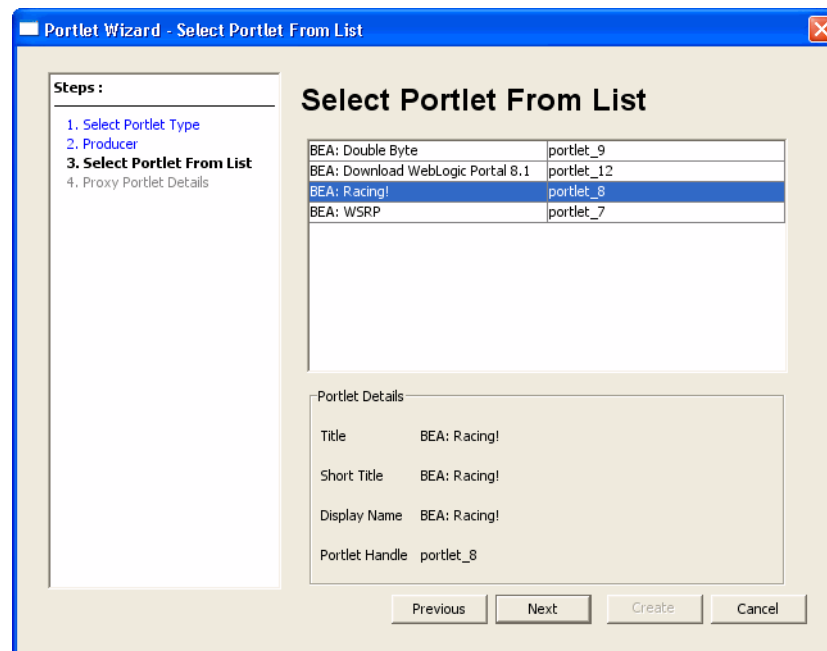 Portlet Wizard - Select Portlet From List
Steps :
1. Select Portlet Type
2. Producer
3. Select Portlet From List
4. Proxy Portlet Details
Select Portlet From List
BEA: Double Byte portlet_9
BEA: Download WebLogic Portal 8.1 portlet_12
BEA: Racing! portlet_8
BEA: WSRP portlet_7
Portlet Details
Title BEA: Racing!
Short Title BEA: Racing!
Display Name BEA: Racing!
Portlet Handle portlet_8
Previous Next Create Cancel